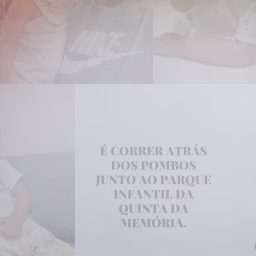 NIKE
É CORRER ATRÁS
DOS POMBOS
JUNTO AO PARQUE
INFANTIL DA
QUINTA DA
MEMÓRIA.